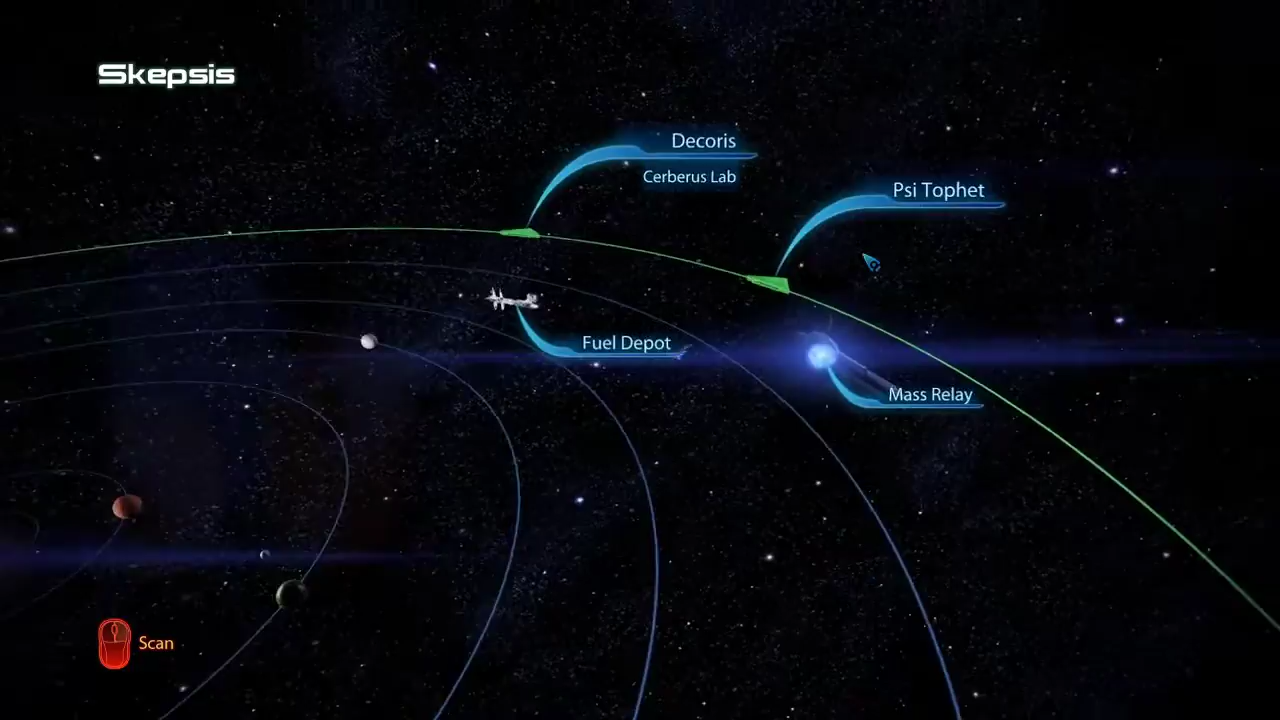 Skepsis
Decoris
Cerberus Lab
Psi Tophet
Fuel Depot
Mass Relay
Scan